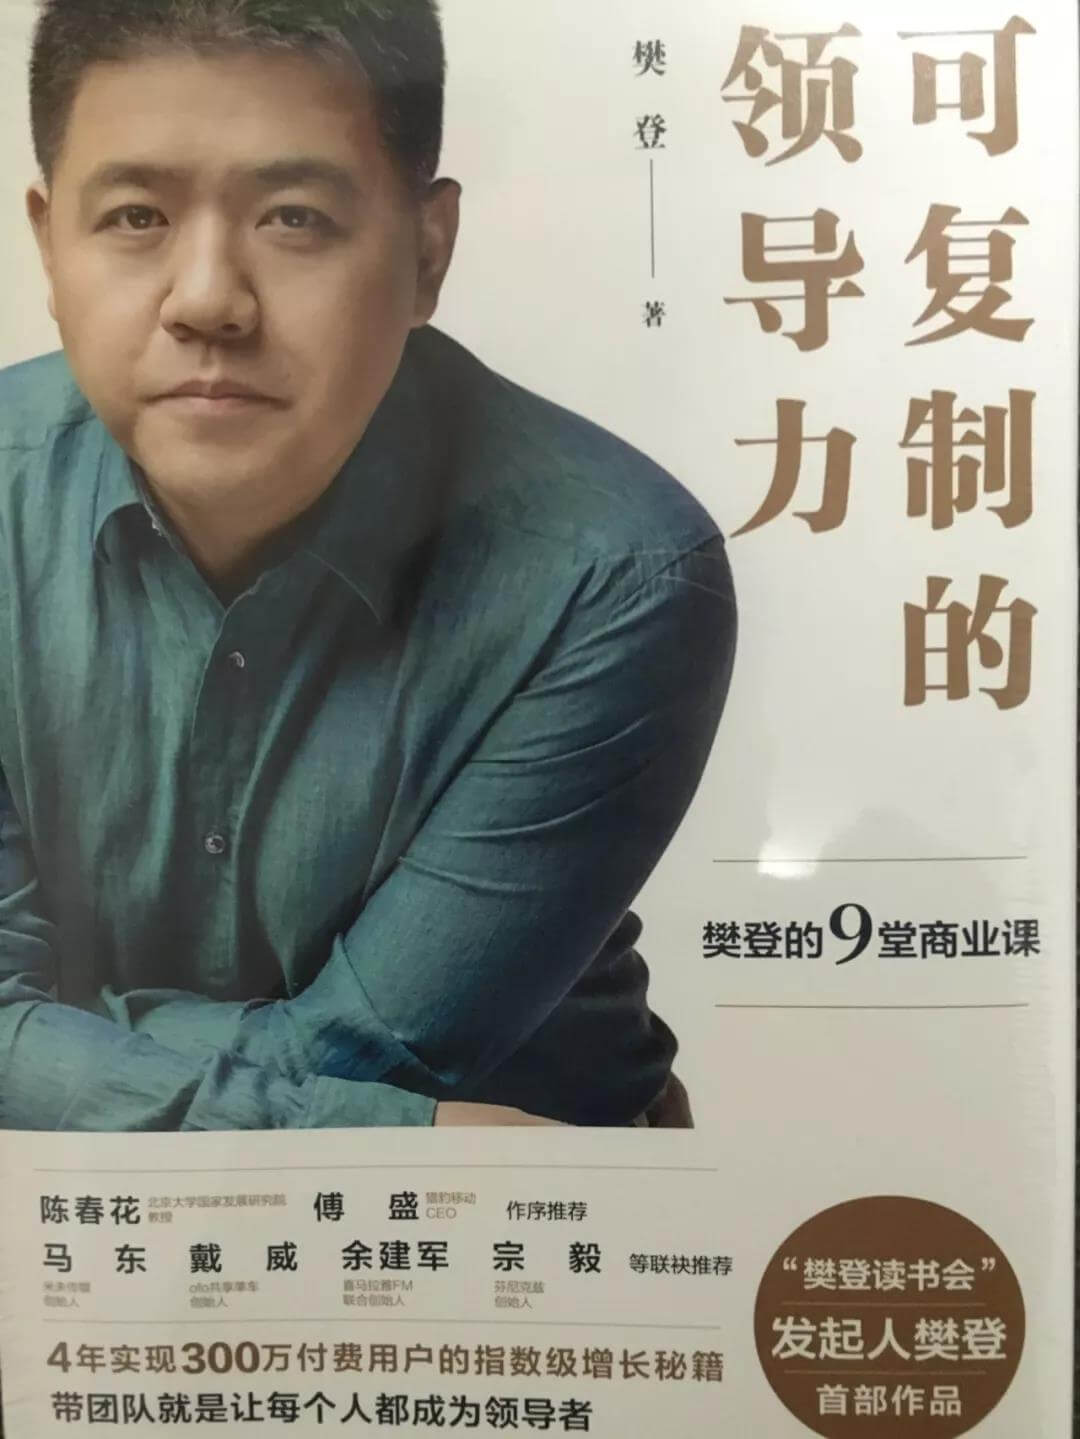 可复制的
领导力
樊登——著
樊登的9堂商业课
陈春花 北京大学国家发展研究院教授 傅盛 猎豹移动CEO 作序推荐
马东 戴威 余建军 宗毅 等联袂推荐
米未传媒 创始人 ofo共享单车 创始人 喜马拉雅FM 联合创始人 芬尼克兹 创始人
4年实现300万付费用户的指数级增长秘籍
带团队就是让每个人都成为领导者
“樊登读书会”
发起人樊登
首部作品